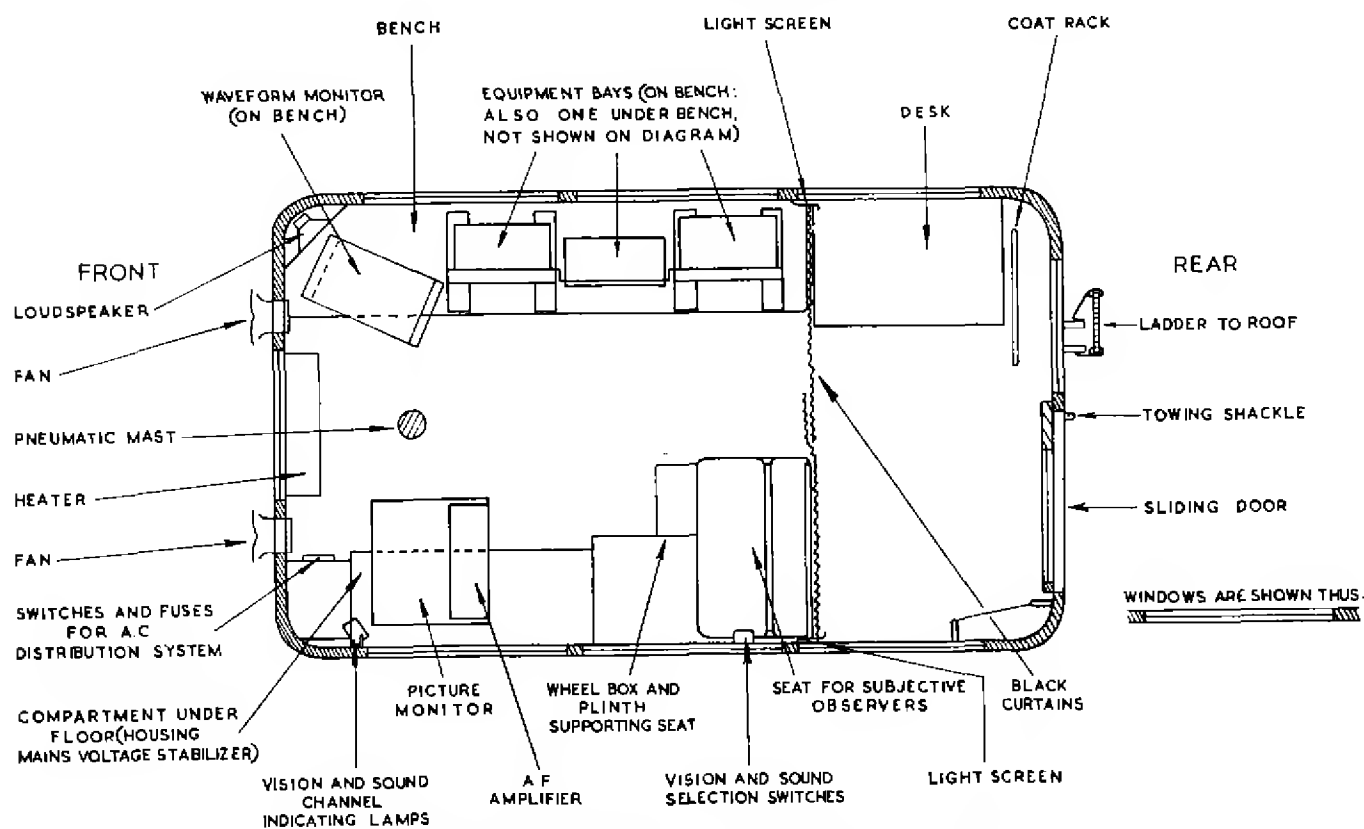 BENCH
LIGHT SCREEN
COAT RACK
WAVEFORM MONITOR
(ON BENCH)
EQUIPMENT BAYS (ON BENCH:
ALSO ONE UNDER BENCH,
NOT SHOWN ON DIAGRAM)
DESK
FRONT
REAR
LOUDSPEAKER
LADDER TO ROOF
FAN
PNEUMATIC MAST
TOWING SHACKLE
HEATER
SLIDING DOOR
FAN
WINDOWS ARE SHOWN THUS.
SWITCHES AND FUSES
FOR A.C
DISTRIBUTION SYSTEM
COMPARTMENT UNDER
FLOOR(HOUSING
MAINS VOLTAGE STABILIZER)
PICTURE
MONITOR
WHEEL BOX AND
PLINTH
SUPPORTING SEAT
SEAT FOR SUBJECTIVE
OBSERVERS
BLACK
CURTAINS
VISION AND SOUND
CHANNEL
INDICATING LAMPS
A F
AMPLIFIER
VISION AND SOUND
SELECTION SWITCHES
LIGHT SCREEN